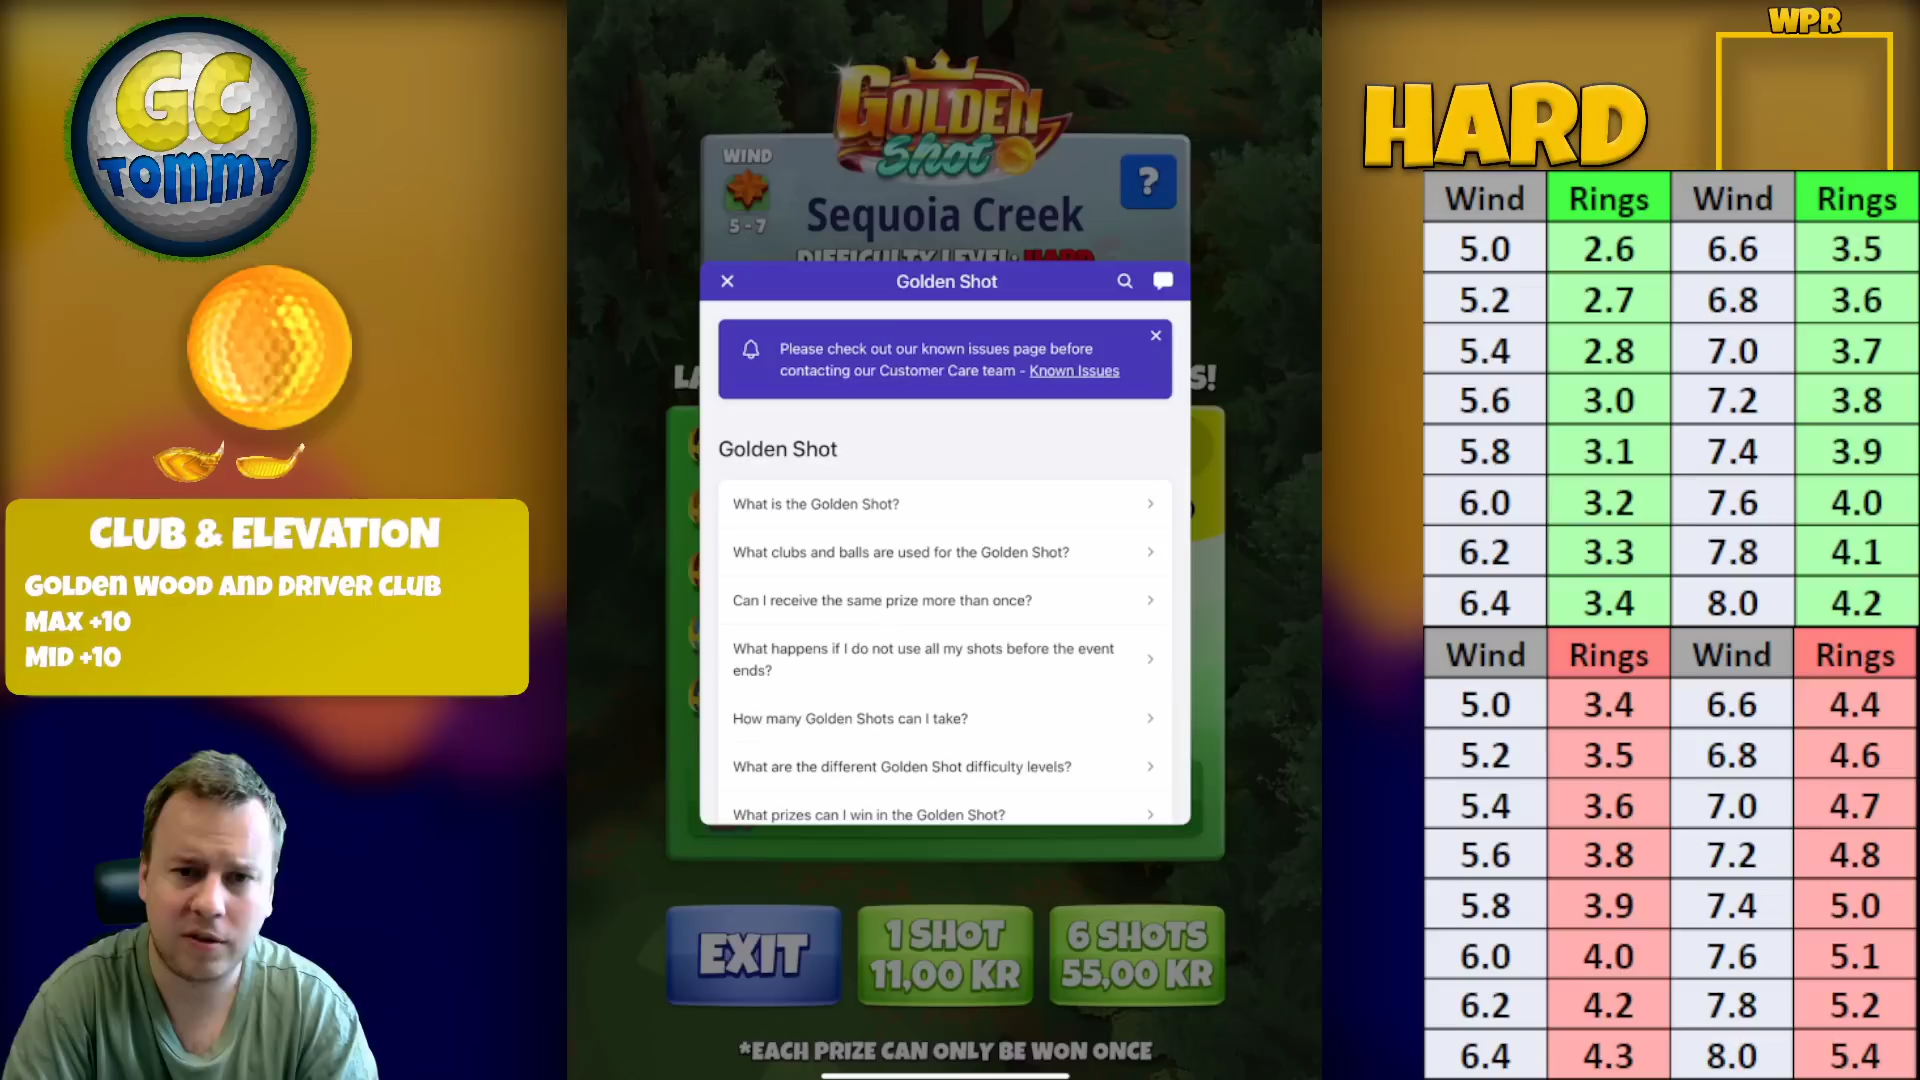 GC
TOMMY
CLUB & ELEVATION
GOLDEN WOOD AND DRIVER CLUB
MAX +10
MID +10
WIND
5 - 7
GOLDEN
Shot
?
Sequoia Creek
DIFFICULTY LEVEL: HARD
Golden Shot
Please check out our known issues page before
contacting our Customer Care team - Known Issues
Golden Shot
What is the Golden Shot?
What clubs and balls are used for the Golden Shot?
Can I receive the same prize more than once?
What happens if I do not use all my shots before the event
ends?
How many Golden Shots can I take?
What are the different Golden Shot difficulty levels?
What prizes can I win in the Golden Shot?
EXIT
1 SHOT
11,00 KR
6 SHOTS
55,00 KR
*EACH PRIZE CAN ONLY BE WON ONCE
WPR
HARD
Wind Rings Wind Rings
5.0 2.6 6.6 3.5
5.2 2.7 6.8 3.6
5.4 2.8 7.0 3.7
5.6 3.0 7.2 3.8
5.8 3.1 7.4 3.9
6.0 3.2 7.6 4.0
6.2 3.3 7.8 4.1
6.4 3.4 8.0 4.2
Wind Rings Wind Rings
5.0 3.4 6.6 4.4
5.2 3.5 6.8 4.6
5.4 3.6 7.0 4.7
5.6 3.8 7.2 4.8
5.8 3.9 7.4 5.0
6.0 4.0 7.6 5.1
6.2 4.2 7.8 5.2
6.4 4.3 8.0 5.4